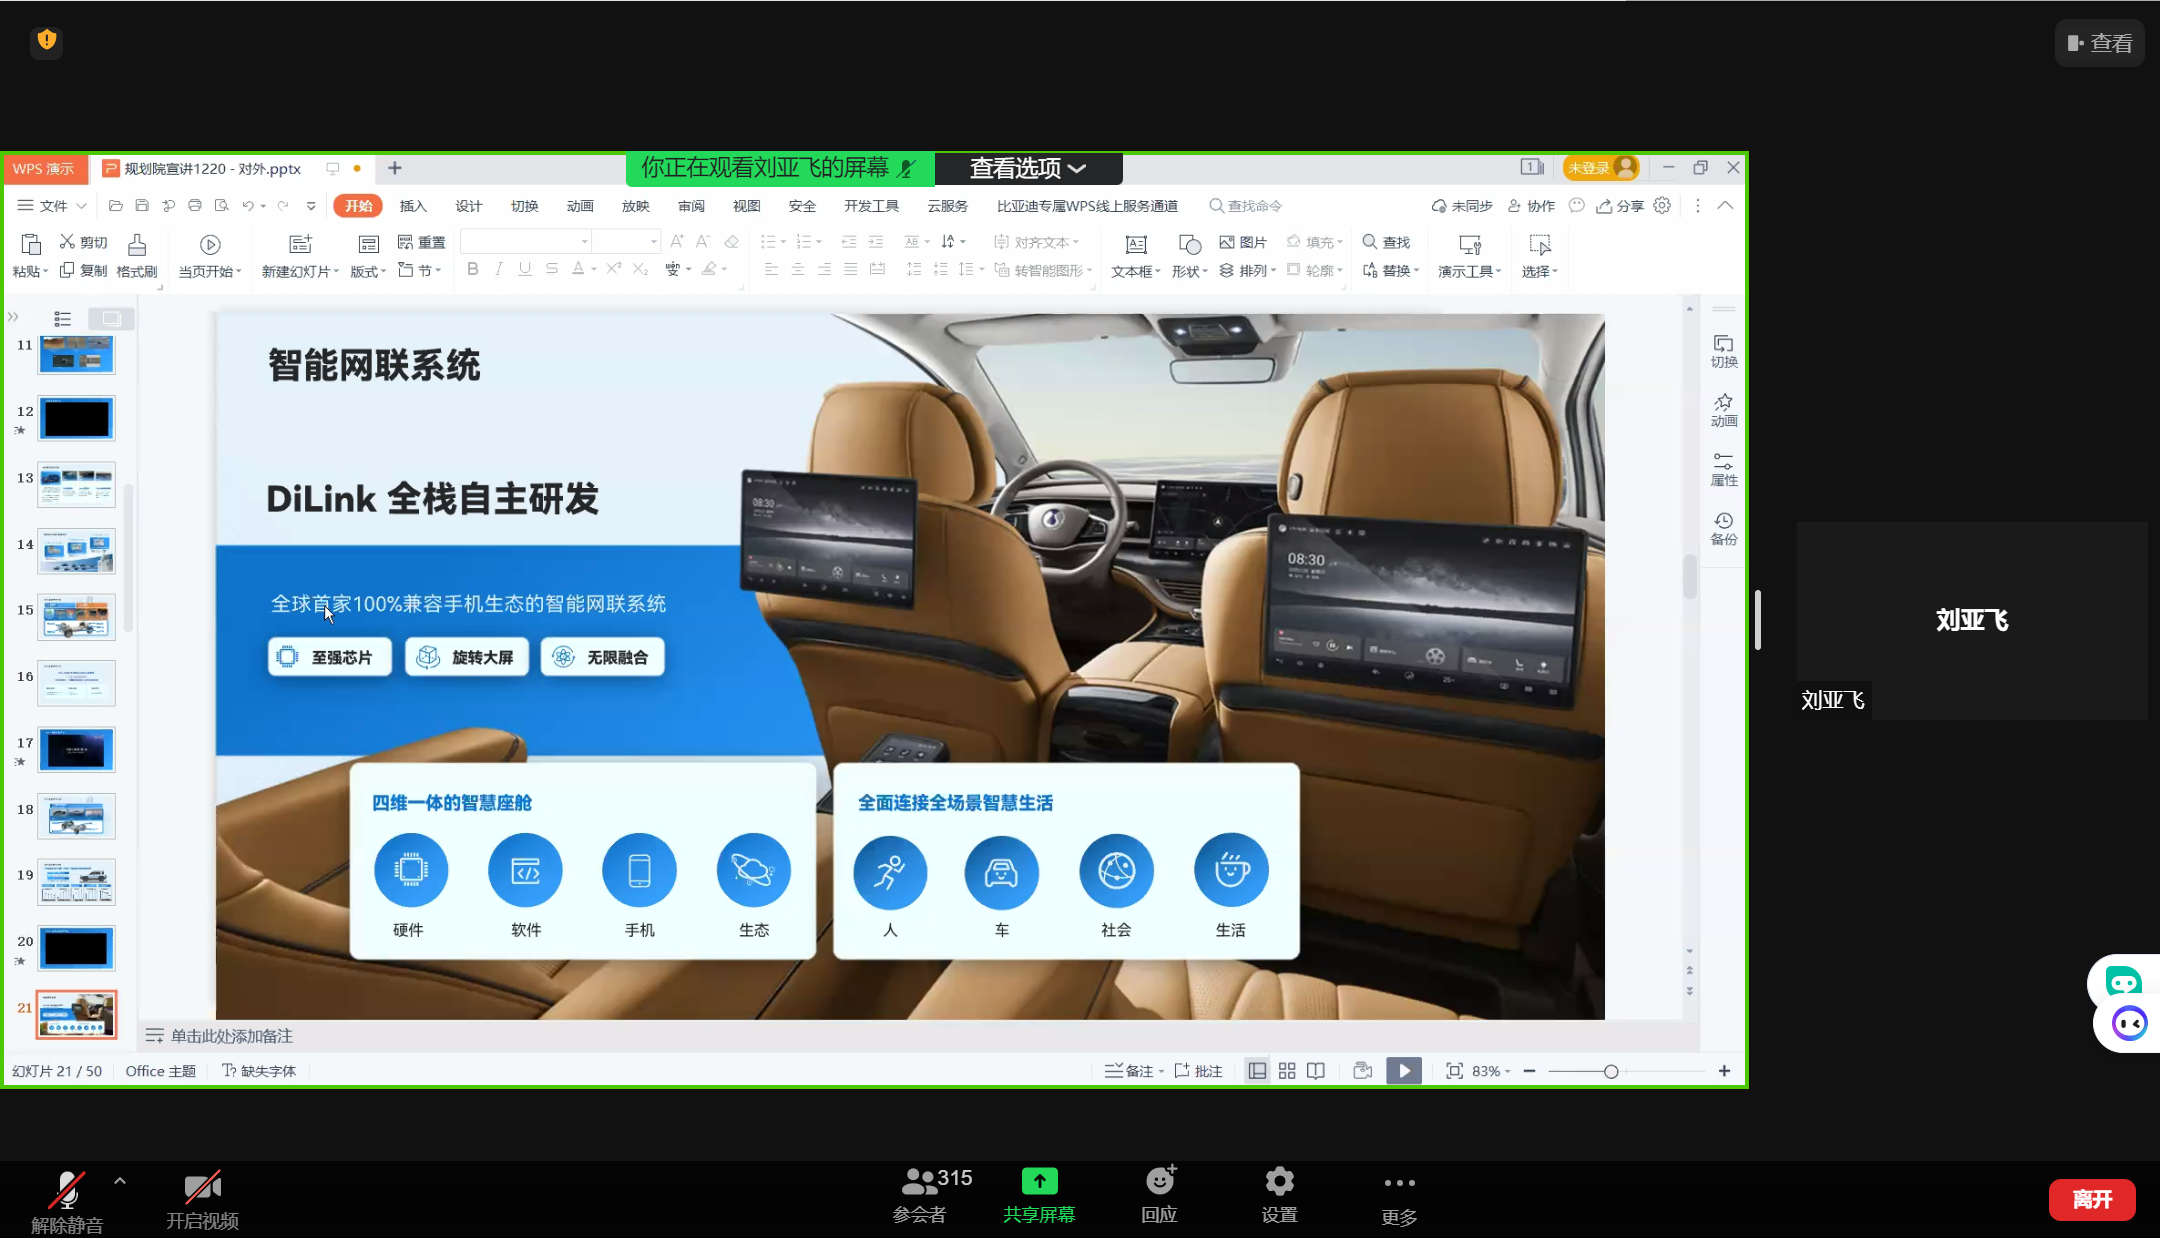 查看
WPS 演示
规划院宣讲1220 - 对外.pptx
你正在观看刘亚飞的屏幕
查看选项
未登录
文件
开始
插入
设计
切换
动画
放映
审阅
视图
安全
开发工具
云服务
比亚迪专属WPS线上服务通道
查找命令
未同步
协作
分享
粘贴
剪切
复制
格式刷
当页开始
新建幻灯片
版式
重置
节
对齐文本
转智能图形
文本框
形状
图片
排列
填充
轮廓
查找
替换
演示工具
选择
11
12
13
14
15
16
17
18
19
20
21
智能网联系统
DiLink 全栈自主研发
全球首家100%兼容手机生态的智能网联系统
至强芯片
旋转大屏
无限融合
08:30
08:30
四维一体的智慧座舱
硬件
软件
手机
生态
全面连接全场景智慧生活
人
车
社会
生活
切换
动画
属性
备份
单击此处添加备注
幻灯片 21 / 50
Office 主题
缺失字体
备注
批注
83%
刘亚飞
刘亚飞
解除静音
开启视频
315
参会者
共享屏幕
回应
设置
更多
离开